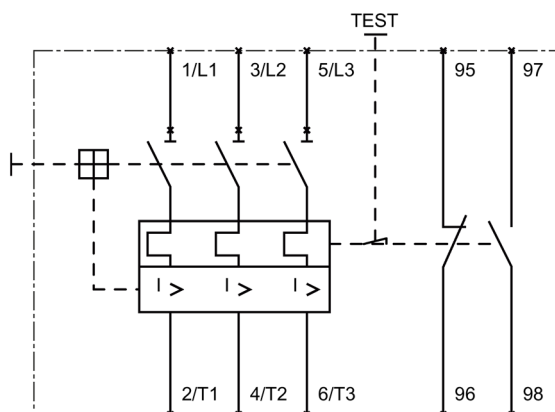 TEST
1/L1 3/L2 5/L3 95 97
I > I > I >
2/T1 4/T2 6/T3 96 98